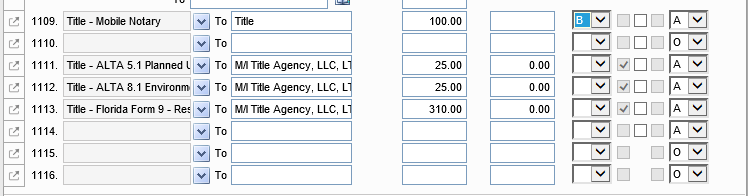 To
1109. Title - Mobile Notary To Title 100.00 B A
1110. To O
1111. Title - ALTA 5.1 Planned U To M/I Title Agency, LLC, LT 25.00 0.00 A
1112. Title - ALTA 8.1 Environm To M/I Title Agency, LLC, LT 25.00 0.00 A
1113. Title - Florida Form 9 - Res To M/I Title Agency, LLC, LT 310.00 0.00 A
1114. To A
1115. To O
1116. To O